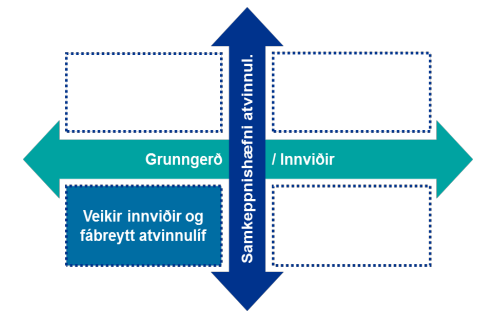 Samkeppnishæfni atvinnul.
Grunngerð / Innviðir
Veikir innviðir og
fábreytt atvinnulíf